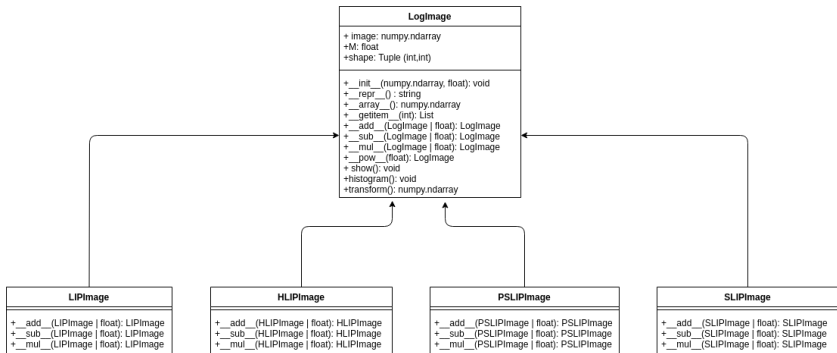 LogImage
+ image: numpy.ndarray
+M: float
+shape: Tuple (int,int)
+__init__(numpy.ndarray, float): void
+__repr__() : string
+__array__(): numpy.ndarray
+__getitem__(int): List
+__add__(LogImage | float): LogImage
+__sub__(LogImage | float): LogImage
+__mul__(LogImage | float): LogImage
+__pow__(float): LogImage
+ show(): void
+histogram(): void
+transform(): numpy.ndarray
LIPImage
+__add__(LIPImage | float): LIPImage
+__sub__(LIPImage | float): LIPImage
+__mul__(LIPImage | float): LIPImage
HLIPImage
+__add__(HLIPImage | float): HLIPImage
+__sub__(HLIPImage | float): HLIPImage
+__mul__(HLIPImage | float): HLIPImage
PSLIPImage
+__add__(PSLIPImage | float): PSLIPImage
+__sub__(PSLIPImage | float): PSLIPImage
+__mul__(PSLIPImage | float): PSLIPImage
SLIPImage
+__add__(SLIPImage | float): SLIPImage
+__sub__(SLIPImage | float): SLIPImage
+__mul__(SLIPImage | float): SLIPImage